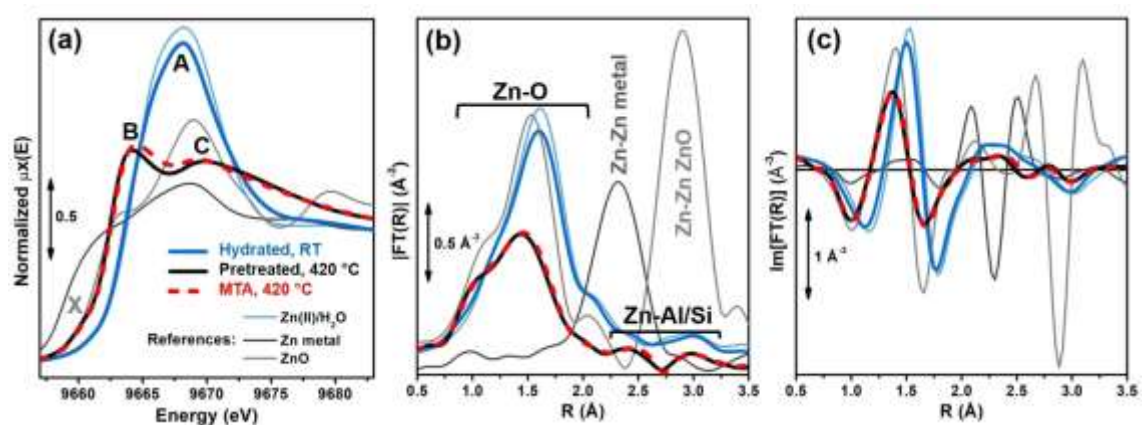 (a)
A
B
C
X
0.5
Normalized µx(E)
Hydrated, RT
Pretreated, 420 °C
MTA, 420 °C
References:
Zn(II)/H₂O
Zn metal
ZnO
9660 9665 9670 9675 9680
Energy (eV)
(b)
Zn-O
Zn-Zn metal
Zn-Zn ZnO
Zn-Al/Si
0.5 Å⁻³
|FT(R)| (Å⁻³)
0.5 1.0 1.5 2.0 2.5 3.0 3.5
R (Å)
(c)
1 Å⁻³
Im[FT(R)] (Å⁻³)
0.5 1.0 1.5 2.0 2.5 3.0 3.5
R (Å)